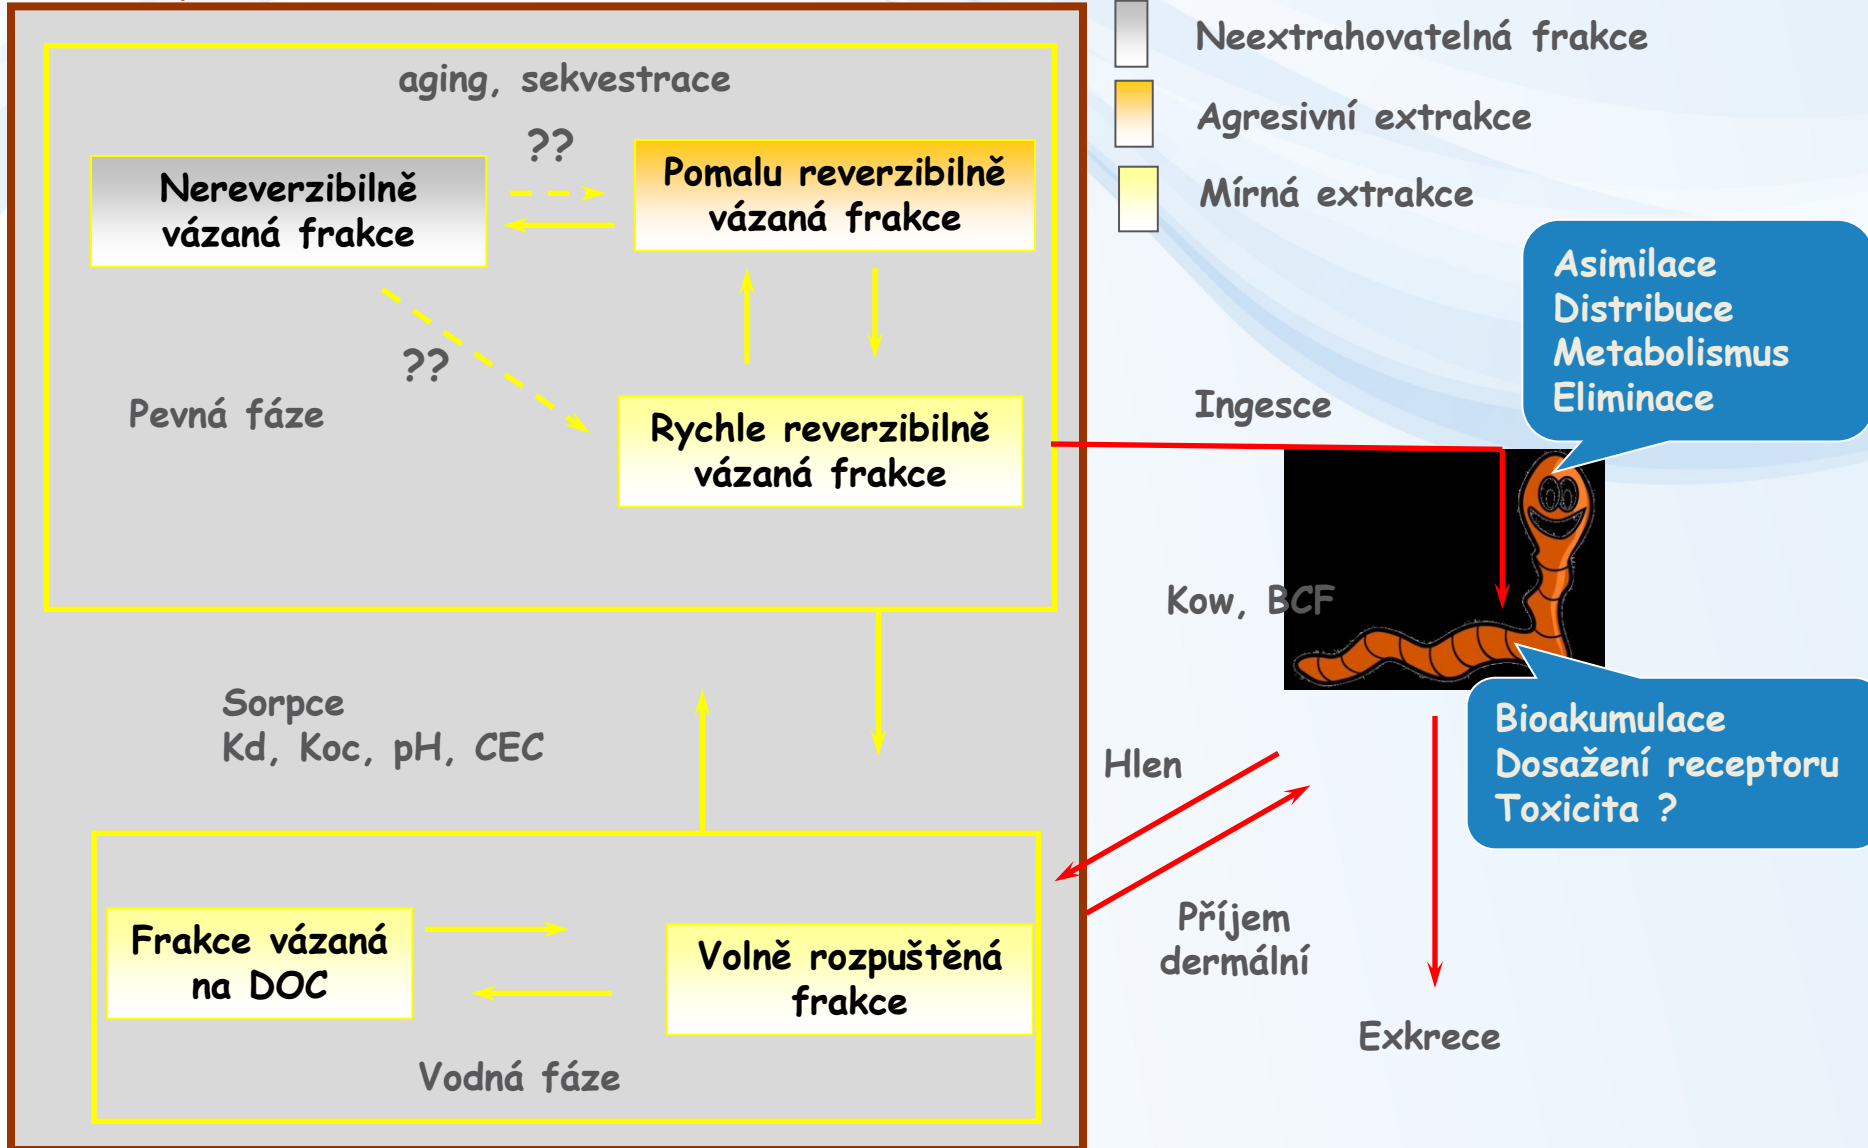 aging, sekvestrace
??
Nereverzibilně
vázaná frakce
Pomalu reverzibilně
vázaná frakce
??
Pevná fáze
Rychle reverzibilně
vázaná frakce
Sorpce
Kd, Koc, pH, CEC
Frakce vázaná
na DOC
Volně rozpuštěná
frakce
Vodná fáze
Neextrahovatelná frakce
Agresivní extrakce
Mírná extrakce
Asimilace
Distribuce
Metabolismus
Eliminace
Ingesce
Kow, BCF
Bioakumulace
Dosažení receptoru
Toxicita ?
Hlen
Příjem
dermální
Exkrece